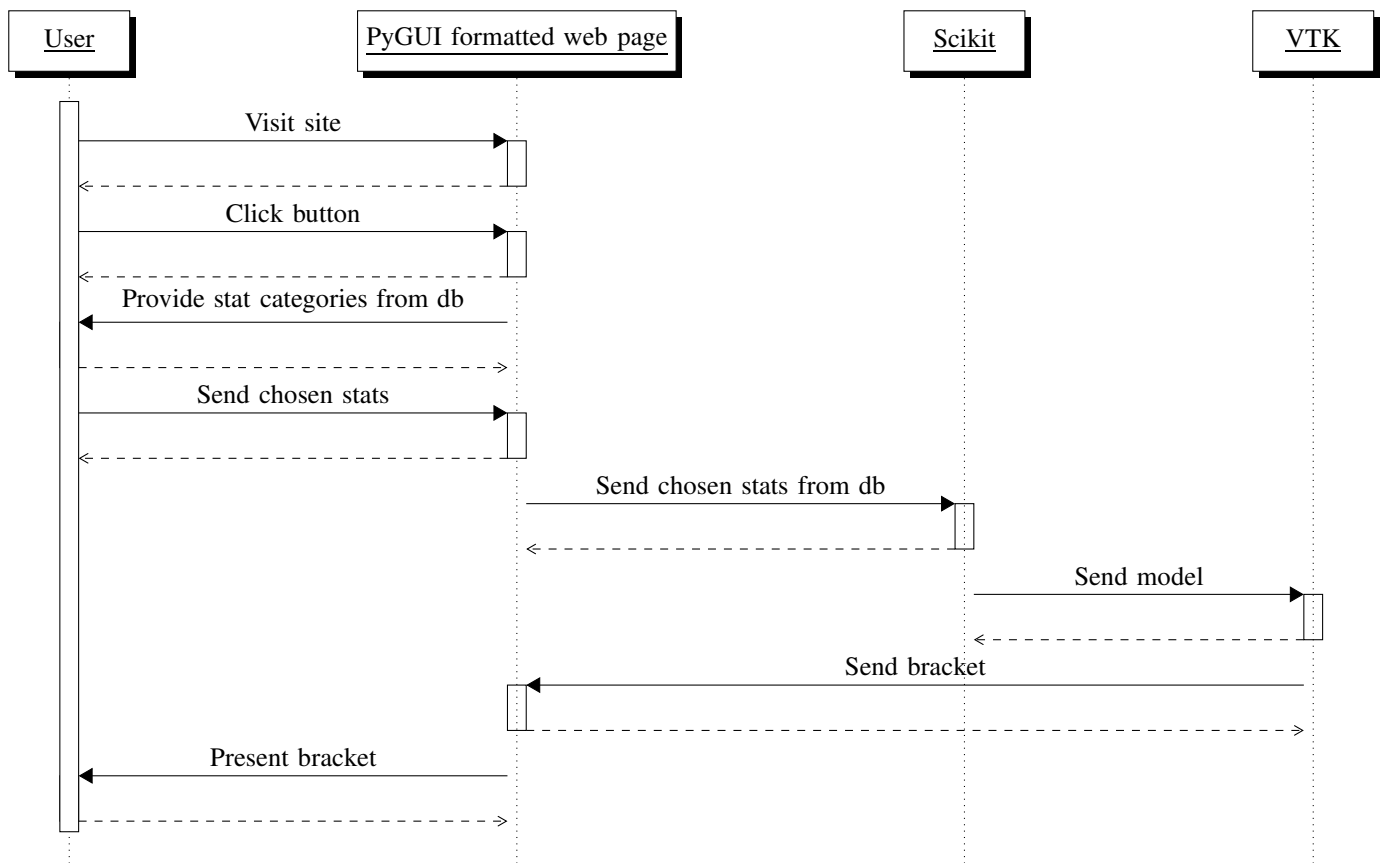 User
PyGUI formatted web page
Scikit
VTK
Visit site
Click button
Provide stat categories from db
Send chosen stats
Send chosen stats from db
Send model
Send bracket
Present bracket